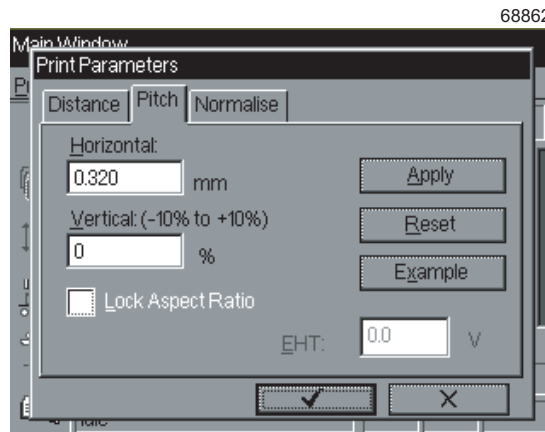 68862
Main Window
Print Parameters
Distance Pitch Normalise
Horizontal:
0.320 mm
Apply
Vertical: (-10% to +10%)
Reset
0 %
Example
Lock Aspect Ratio
EHT: 0.0 V